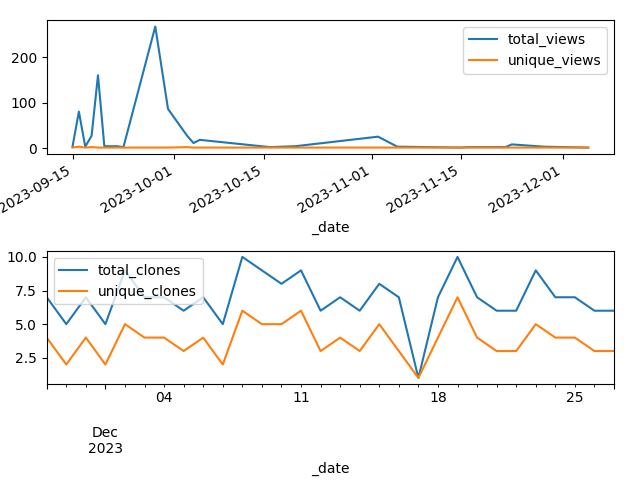 200
100
0
total_views
unique_views
2023-09-15
2023-10-01
2023-10-15
2023-11-01
2023-11-15
2023-12-01
_date
10.0
7.5
5.0
2.5
total_clones
unique_clones
04
11
18
25
Dec
2023
_date